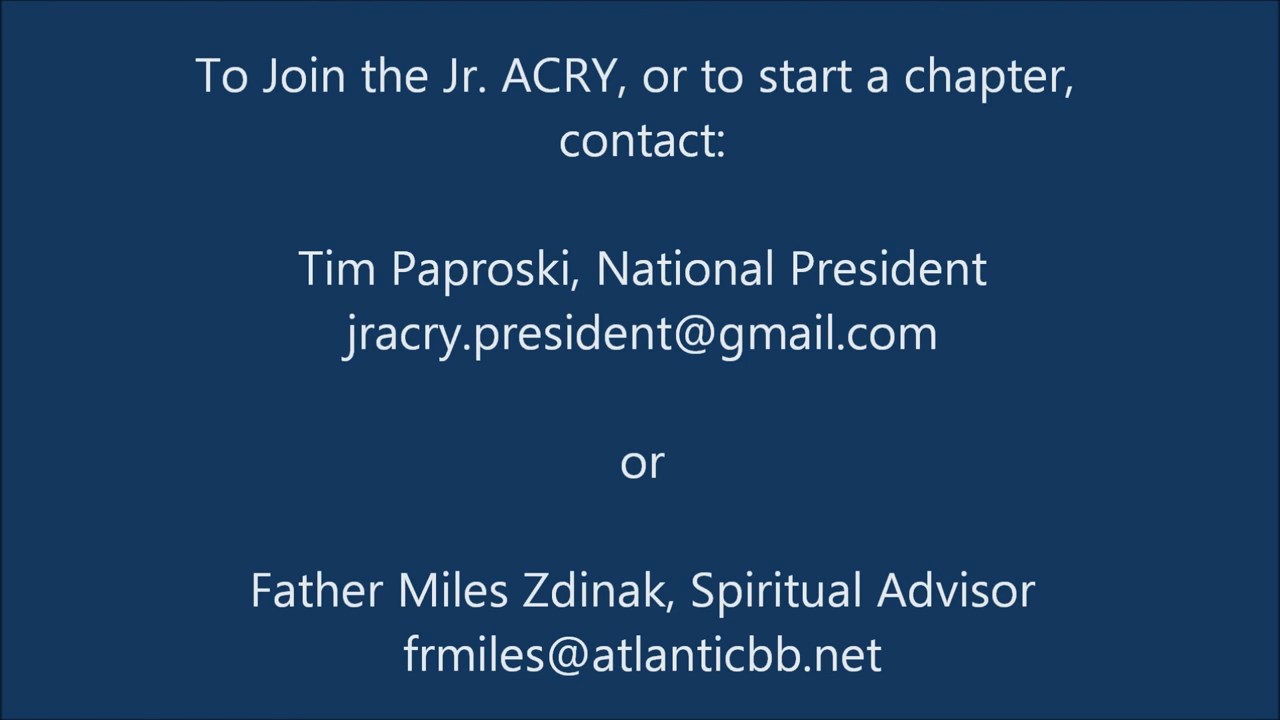 To Join the Jr. ACRY, or to start a chapter,
contact:
Tim Paproski, National President
jracry.president@gmail.com
or
Father Miles Zdinak, Spiritual Advisor
frmiles@atlanticbb.net